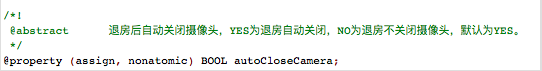 /*!
@abstract 退房后自动关闭摄像头，YES为退房自动关闭，NO为退房不关闭摄像头，默认为YES。
*/
@property (assign, nonatomic) BOOL autoCloseCamera;